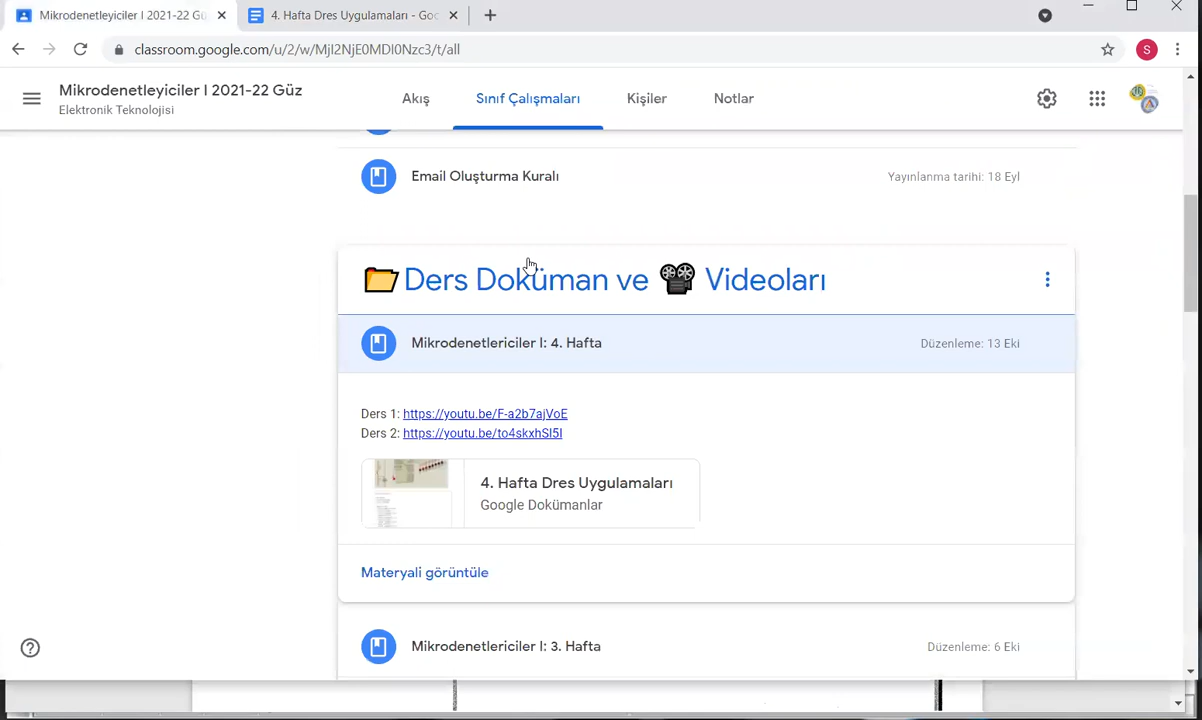 Mikrodenetleyiciler I 2021-22 Gü
4. Hafta Dres Uygulamaları - Goo
classroom.google.com/u/2/w/MjI2NjE0MDI0Nzc3/t/all
S
Mikrodenetleyiciler I 2021-22 Güz
Elektronik Teknolojisi
Akış
Sınıf Çalışmaları
Kişiler
Notlar
Email Oluşturma Kuralı
Yayınlanma tarihi: 18 Eyl
Ders Doküman ve Videoları
Mikrodenetlericiler I: 4. Hafta
Düzenleme: 13 Eki
Ders 1: https://youtu.be/F-a2b7ajVoE
Ders 2: https://youtu.be/to4skxhSI5I
4. Hafta Dres Uygulamaları
Google Dokümanlar
Materyali görüntüle
Mikrodenetlericiler I: 3. Hafta
Düzenleme: 6 Eki